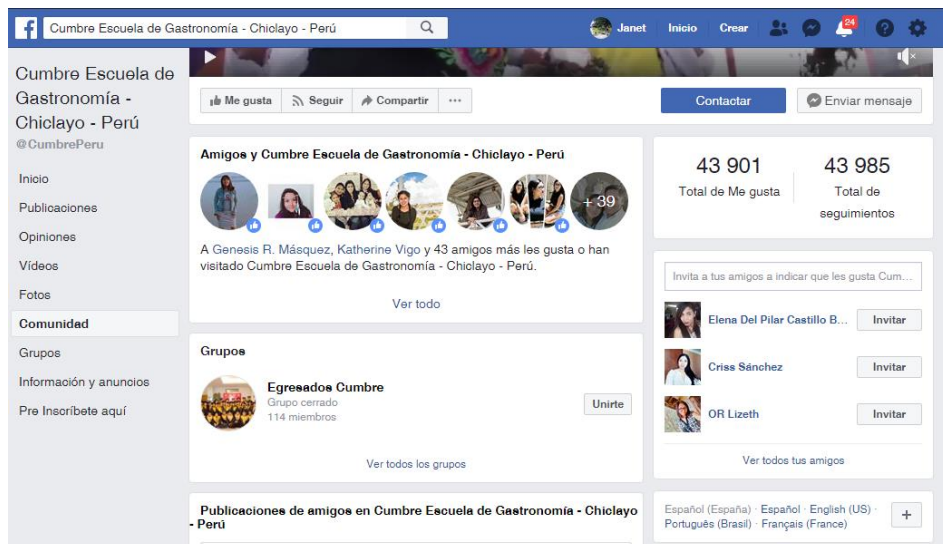 f
Cumbre Escuela de Gastronomía - Chiclayo - Perú
Janet
Inicio
Crear
24
Cumbre Escuela de
Gastronomía -
Chiclayo - Perú
@CumbrePeru
Inicio
Publicaciones
Opiniones
Vídeos
Fotos
Comunidad
Grupos
Información y anuncios
Pre Inscríbete aquí
Me gusta
Seguir
Compartir
Contactar
Enviar mensaje
Amigos y Cumbre Escuela de Gastronomía - Chiclayo - Perú
+ 39
A Genesis R. Másquez, Katherine Vigo y 43 amigos más les gusta o han
visitado Cumbre Escuela de Gastronomía - Chiclayo - Perú.
Ver todo
Grupos
Egresados Cumbre
Grupo cerrado
114 miembros
Unirte
Ver todos los grupos
Publicaciones de amigos en Cumbre Escuela de Gastronomía - Chiclayo
- Perú
43 901
Total de Me gusta
43 985
Total de
seguimientos
Invita a tus amigos a indicar que les gusta Cum...
Elena Del Pilar Castillo B...
Invitar
Criss Sánchez
Invitar
OR Lizeth
Invitar
Ver todos tus amigos
Español (España) · Español · English (US) ·
Português (Brasil) · Français (France)
+